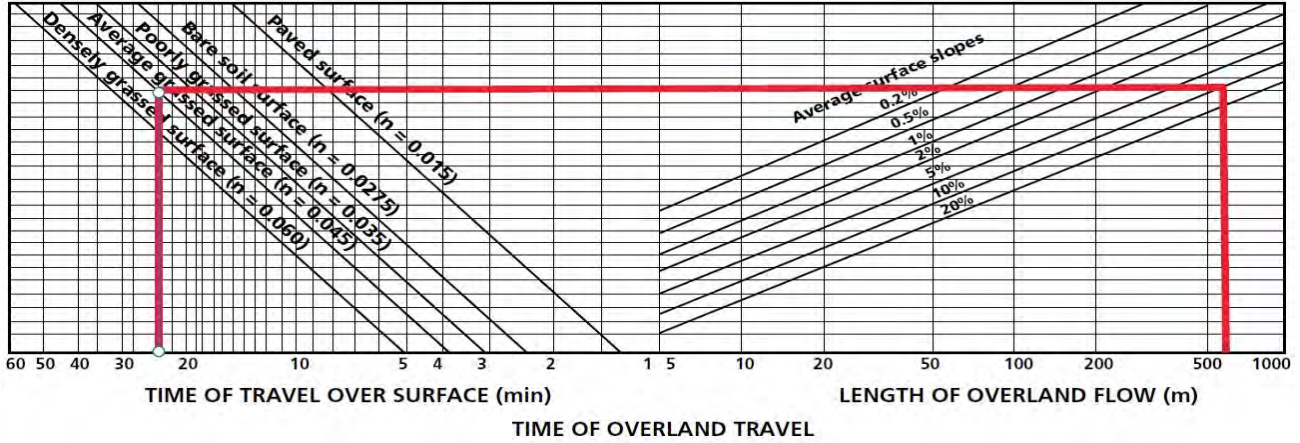 Densely grassed surface (n = 0.060)
Average grassed surface (n = 0.045)
Poorly grassed surface (n = 0.035)
Bare soil surface (n = 0.0275)
Paved surface (n = 0.015)
Average surface slopes
0.2%
0.5%
1%
2%
5%
10%
20%
60 50 40 30 20 10 5 4 3 2 1 5 10 20 50 100 200 500 1000
TIME OF TRAVEL OVER SURFACE (min) LENGTH OF OVERLAND FLOW (m)
TIME OF OVERLAND TRAVEL